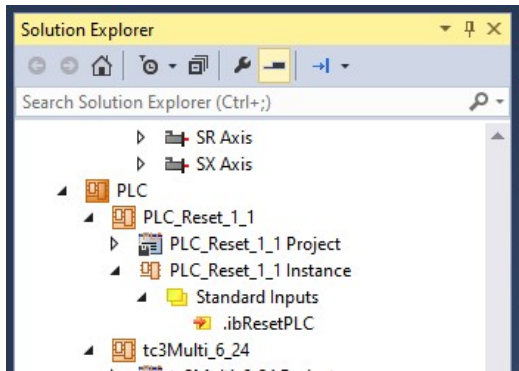 Solution Explorer
Search Solution Explorer (Ctrl+;)
SR Axis
SX Axis
PLC
PLC_Reset_1_1
PLC_Reset_1_1 Project
PLC_Reset_1_1 Instance
Standard Inputs
.ibResetPLC
tc3Multi_6_24